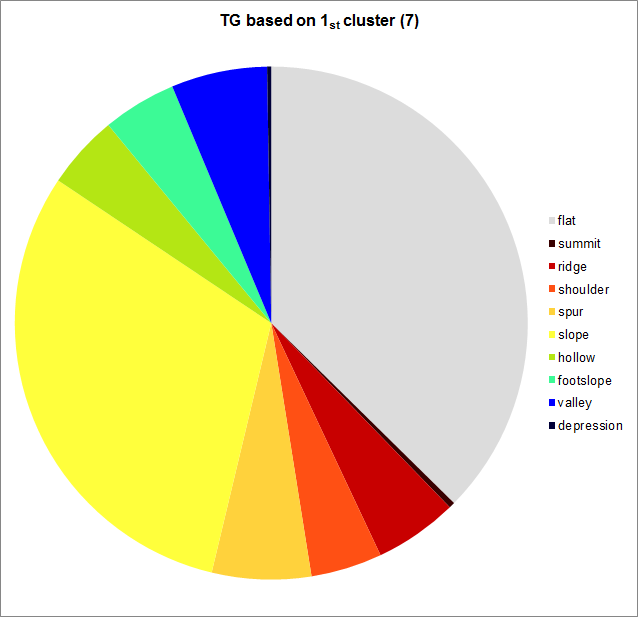 TG based on 1st cluster (7)
flat
summit
ridge
shoulder
spur
slope
hollow
footslope
valley
depression